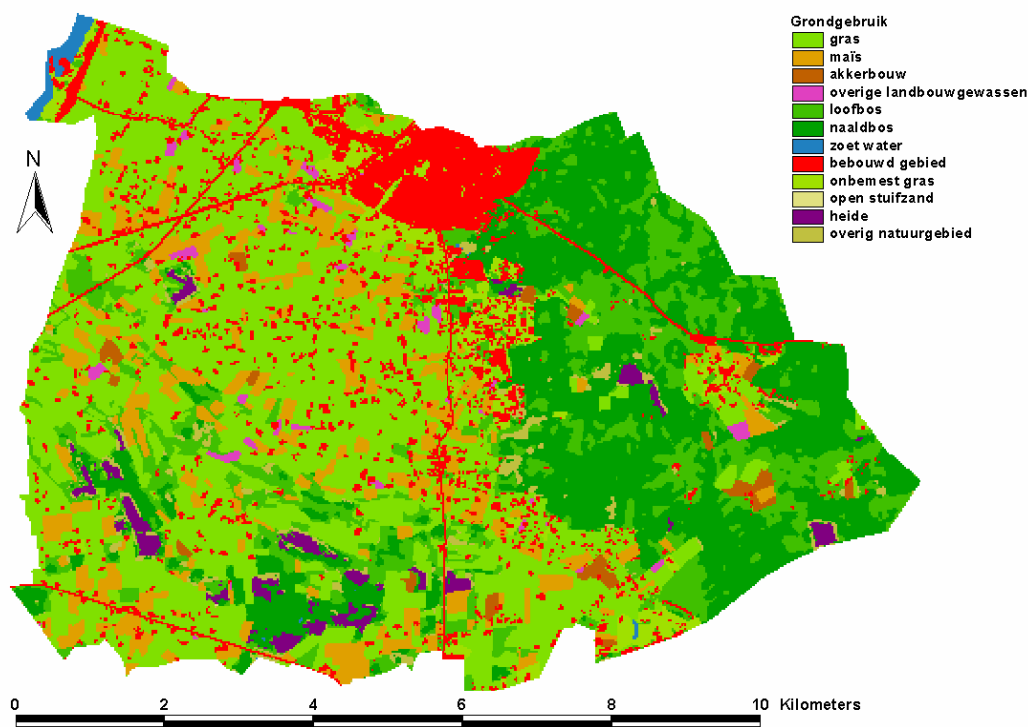 Grondgebruik
gras
maïs
akkerbouw
overige landbouwgewassen
loofbos
naaldbos
zoet water
bebouwd gebied
onbemest gras
open stuifzand
heide
overig natuurgebied
N
0 2 4 6 8 10 Kilometers